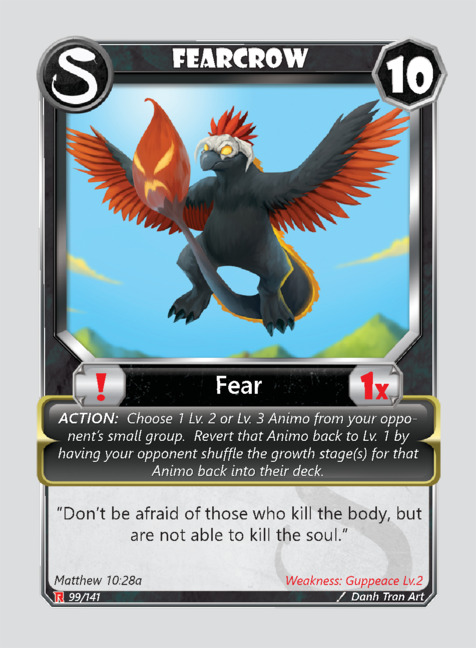 S
FEARCROW
10
!
Fear
1x
ACTION: Choose 1 Lv. 2 or Lv. 3 Animo from your oppo-
nent's small group. Revert that Animo back to Lv. 1 by
having your opponent shuffle the growth stage(s) for that
Animo back into their deck.
"Don't be afraid of those who kill the body, but
are not able to kill the soul."
Matthew 10:28a
Weakness: Guppeace Lv.2
R 99/141
Danh Tran Art